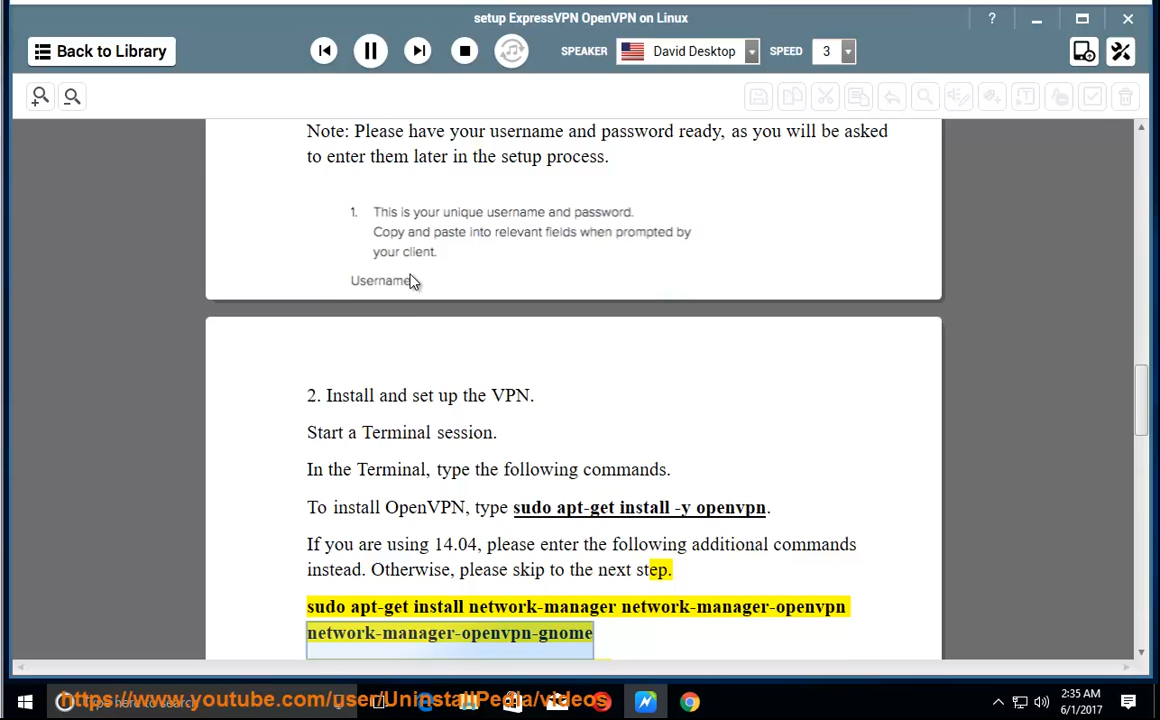 setup ExpressVPN OpenVPN on Linux
?
Back to Library
SPEAKER
David Desktop
SPEED
3
Note: Please have your username and password ready, as you will be asked
to enter them later in the setup process.
1. This is your unique username and password.
Copy and paste into relevant fields when prompted by
your client.
Username
2. Install and set up the VPN.
Start a Terminal session.
In the Terminal, type the following commands.
To install OpenVPN, type sudo apt-get install -y openvpn.
If you are using 14.04, please enter the following additional commands
instead. Otherwise, please skip to the next step.
sudo apt-get install network-manager network-manager-openvpn
network-manager-openvpn-gnome
https://www.youtube.com/user/UninstallPedia/videos
Type here to search
2:35 AM
6/1/2017